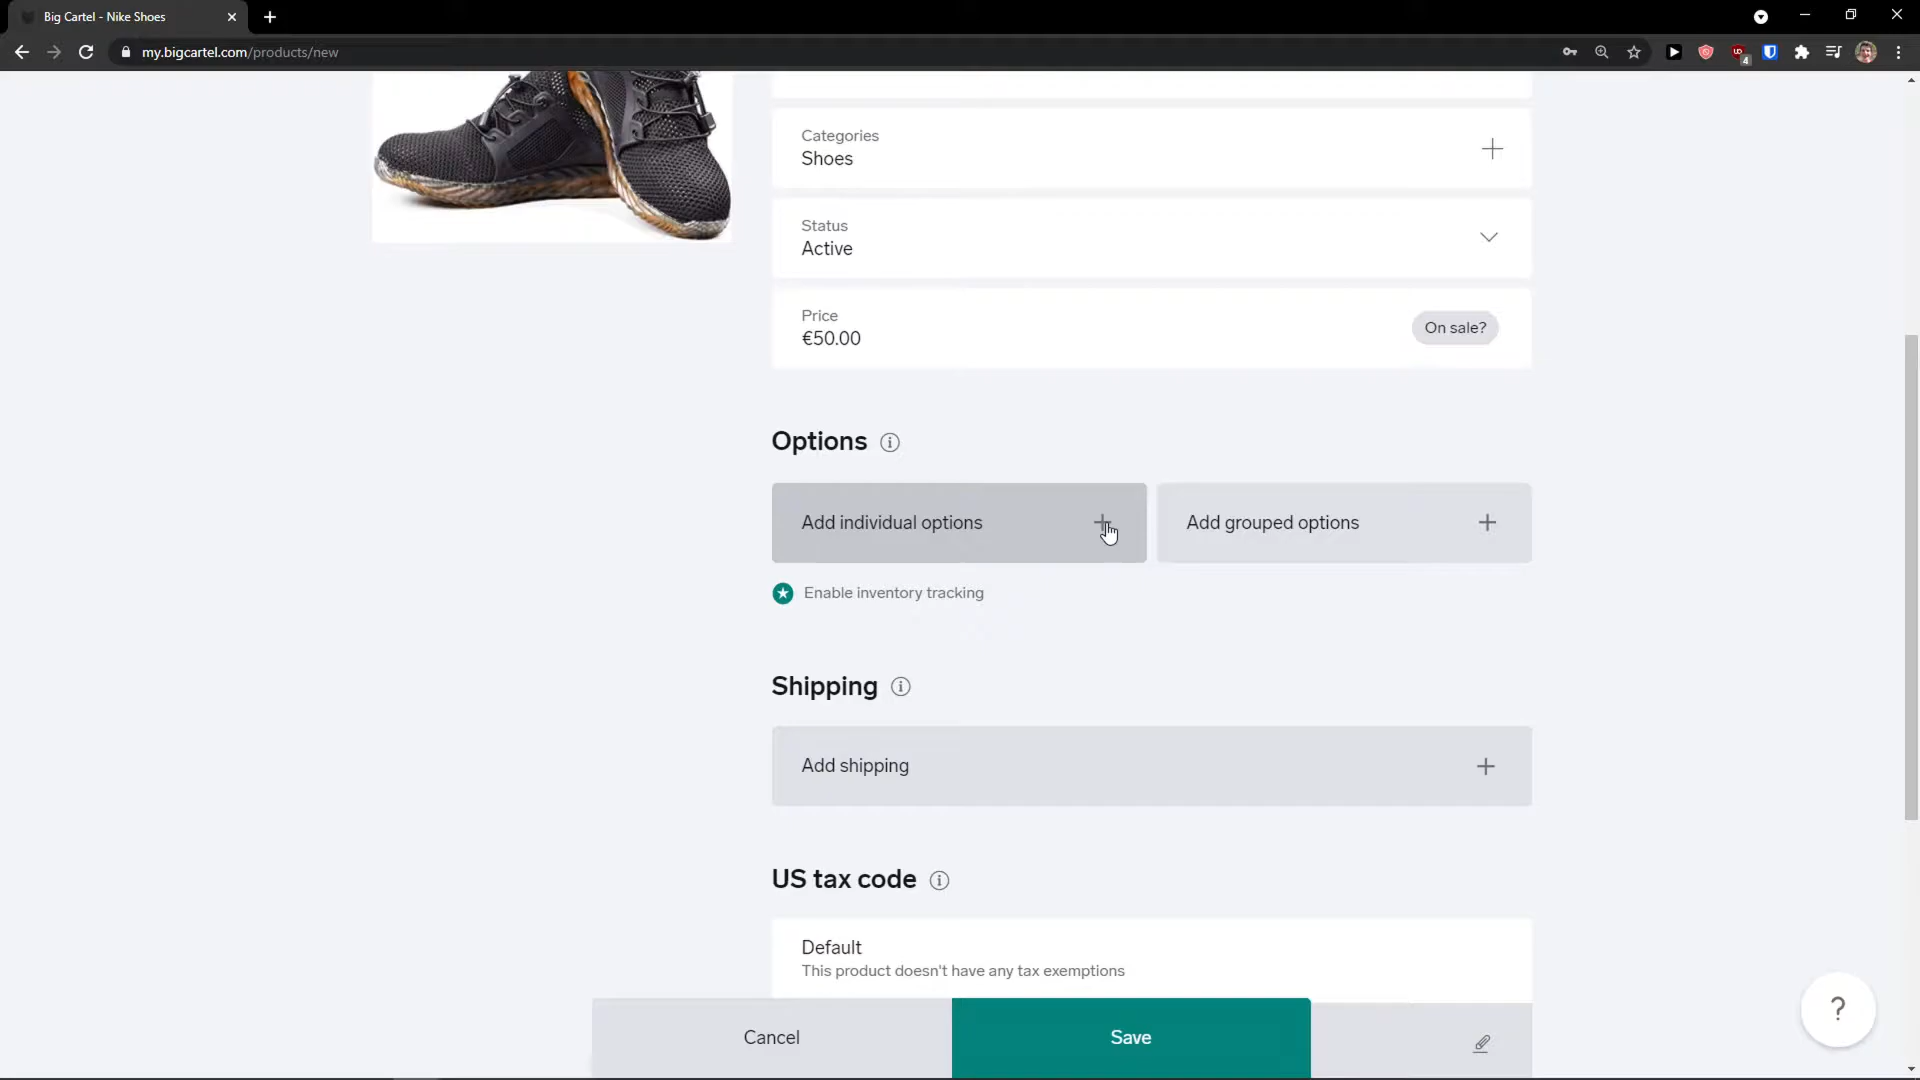 Big Cartel - Nike Shoes
my.bigcartel.com/products/new
4
Categories
Shoes
Status
Active
Price
€50.00
On sale?
Options
Add individual options
Add grouped options
Enable inventory tracking
Shipping
Add shipping
US tax code
Default
This product doesn't have any tax exemptions
Cancel
Save
?